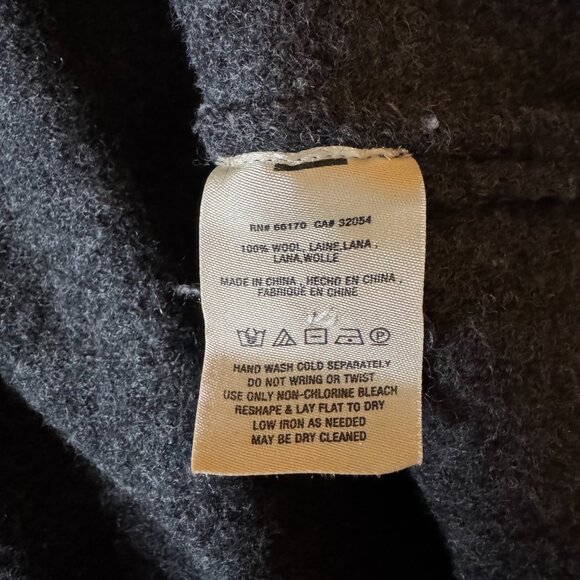 RN# 66170 CA# 32054
100% WOOL, LAINE,LANA ,
LANA,WOLLE
MADE IN CHINA , HECHO EN CHINA ,
FABRIQUÉ EN CHINE
HAND WASH COLD SEPARATELY
DO NOT WRING OR TWIST
USE ONLY NON-CHLORINE BLEACH
RESHAPE & LAY FLAT TO DRY
LOW IRON AS NEEDED
MAY BE DRY CLEANED